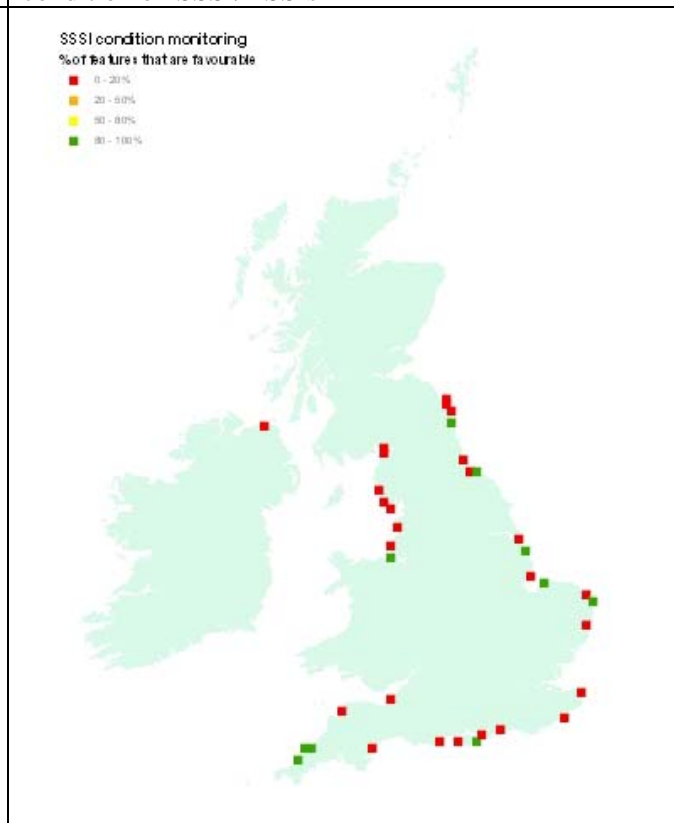 SSSI condition monitoring
% of features that are favourable
0 - 20%
20 - 50%
50 - 80%
80 - 100%